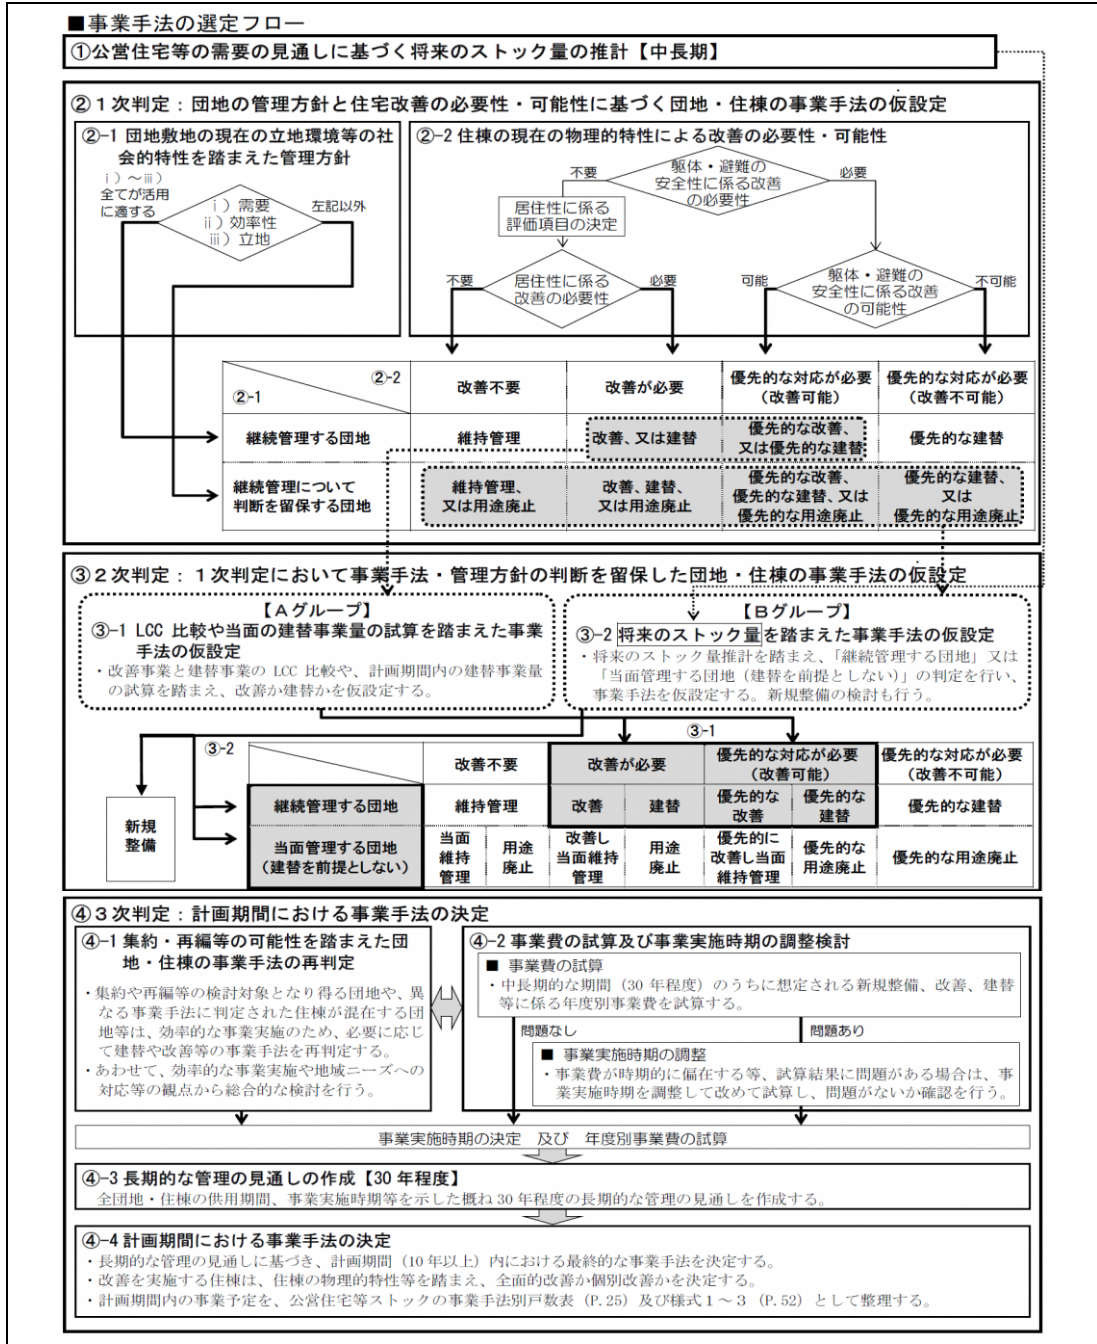 ■事業手法の選定フロー
①公営住宅等の需要の見通しに基づく将来のストック量の推計【中長期】
②１次判定：団地の管理方針と住宅改善の必要性・可能性に基づく団地・住棟の事業手法の仮設定
②-1 団地敷地の現在の立地環境等の社
会的特性を踏まえた管理方針
ⅰ）～ⅲ）
全てが活用
に適する
ⅰ）需要
ⅱ）効率性
ⅲ）立地
左記以外
②-2 住棟の現在の物理的特性による改善の必要性・可能性
不要
躯体・避難の
安全性に係る改善
の必要性
必要
居住性に係る
評価項目の決定
不要
居住性に係る
改善の必要性
必要
可能
躯体・避難の
安全性に係る改善
の可能性
不可能
②-2
②-1
改善不要
改善が必要
優先的な対応が必要
（改善可能）
優先的な対応が必要
（改善不可能）
継続管理する団地
維持管理
改善、又は建替
優先的な改善、
又は優先的な建替
優先的な建替
継続管理について
判断を留保する団地
維持管理、
又は用途廃止
改善、建替、
又は用途廃止
優先的な改善、
優先的な建替、又は
優先的な用途廃止
優先的な建替、
又は
優先的な用途廃止
③２次判定：１次判定において事業手法・管理方針の判断を留保した団地・住棟の事業手法の仮設定
【Ａグループ】
③-1 LCC 比較や当面の建替事業量の試算を踏まえた事業
手法の仮設定
・改善事業と建替事業の LCC 比較や、計画期間内の建替事業量
の試算を踏まえ、改善か建替かを仮設定する。
【Ｂグループ】
③-2 将来のストック量を踏まえた事業手法の仮設定
・将来のストック量推計を踏まえ、「継続管理する団地」又は
「当面管理する団地（建替を前提としない）」の判定を行い、
事業手法を仮設定する。新規整備の検討も行う。
③-1
③-2
改善不要
改善が必要
優先的な対応が必要
（改善可能）
優先的な対応が必要
（改善不可能）
新規
整備
継続管理する団地
維持管理
改善
建替
優先的な
改善
優先的な
建替
優先的な建替
当面管理する団地
（建替を前提としない）
当面
維持
管理
用途
廃止
改善し
当面維持
管理
用途
廃止
優先的に
改善し当面
維持管理
優先的な
用途廃止
優先的な用途廃止
④３次判定：計画期間における事業手法の決定
④-1 集約・再編等の可能性を踏まえた団
地・住棟の事業手法の再判定
・集約や再編等の検討対象となり得る団地や、異
なる事業手法に判定された住棟が混在する団
地等は、効率的な事業実施のため、必要に応じ
て建替や改善等の事業手法を再判定する。
・あわせて、効率的な事業実施や地域ニーズへの
対応等の観点から総合的な検討を行う。
④-2 事業費の試算及び事業実施時期の調整検討
■ 事業費の試算
・中長期的な期間（30 年程度）のうちに想定される新規整備、改善、建替
等に係る年度別事業費を試算する。
問題なし
問題あり
■ 事業実施時期の調整
・事業費が時期的に偏在する等、試算結果に問題がある場合は、事
業実施時期を調整して改めて試算し、問題がないか確認を行う。
事業実施時期の決定 及び 年度別事業費の試算
④-3 長期的な管理の見通しの作成【30 年程度】
全団地・住棟の供用期間、事業実施時期等を示した概ね 30 年程度の長期的な管理の見通しを作成する。
④-4 計画期間における事業手法の決定
・長期的な管理の見通しに基づき、計画期間（10 年以上）内における最終的な事業手法を決定する。
・改善を実施する住棟は、住棟の物理的特性等を踏まえ、全面的改善か個別改善かを決定する。
・計画期間内の事業予定を、公営住宅等ストックの事業手法別戸数表（P.25）及び様式１～３（P.52）として整理する。